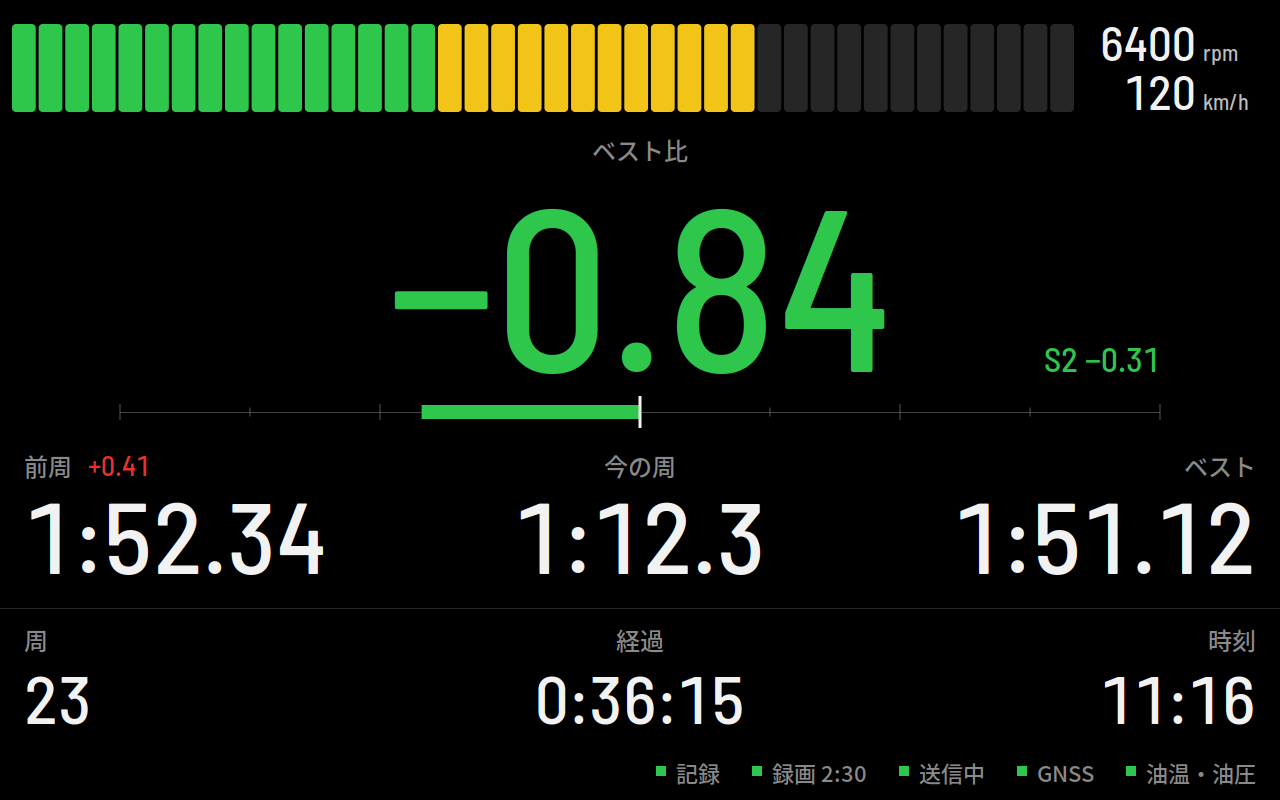 6400 rpm
120 km/h
ベスト比
−0.84
S2 −0.31
前周 +0.41 今の周 ベスト
1:52.34 1:12.3 1:51.12
周 経過 時刻
23 0:36:15 11:16
記録 録画 2:30 送信中 GNSS 油温・油圧